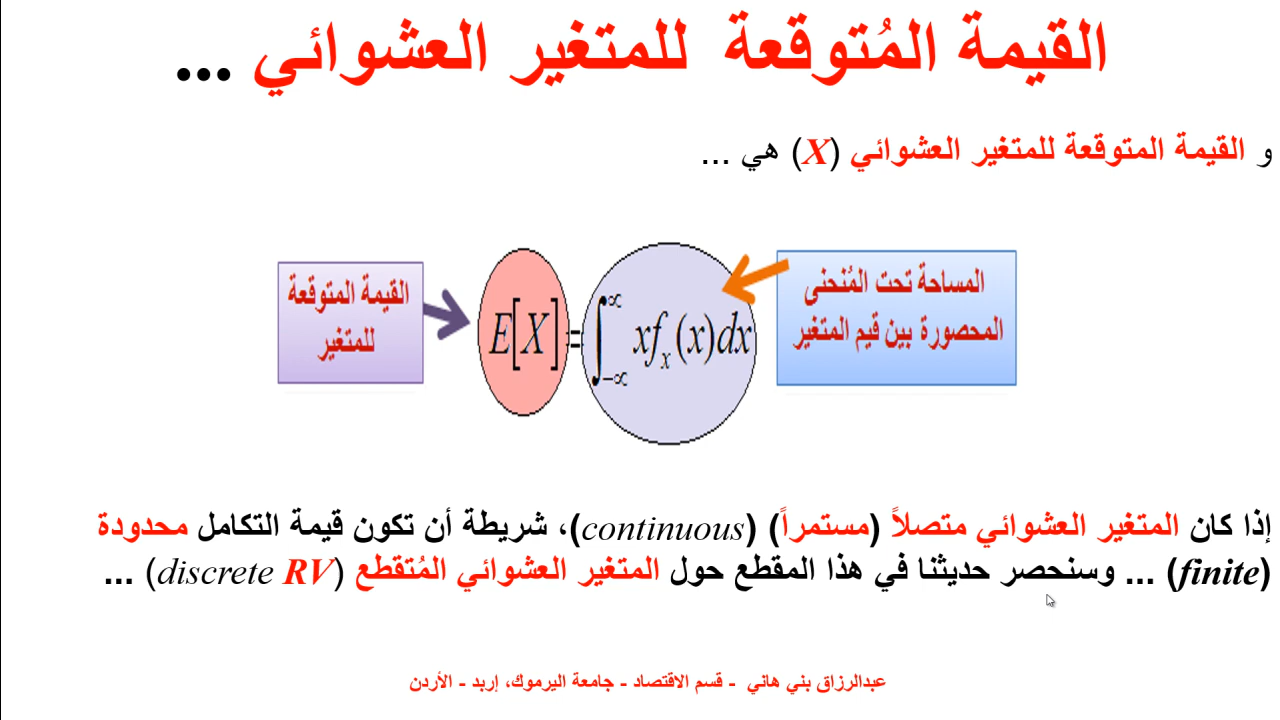 القيمة المُتوقعة للمتغير العشوائي ...
و القيمة المتوقعة للمتغير العشوائي (X) هي ...
القيمة المتوقعة
للمتغير
E[X] = ∫_{-∝}^{∝} x f_x (x)dx
المساحة تحت المُنحنى
المحصورة بين قيم المتغير
إذا كان المتغير العشوائي متصلاً (مستمراً) (continuous)، شريطة أن تكون قيمة التكامل محدودة
(finite) ... وسنحصر حديثنا في هذا المقطع حول المتغير العشوائي المُتقطع (discrete RV) ...
عبدالرزاق بني هاني - قسم الاقتصاد - جامعة اليرموك، إربد - الأردن